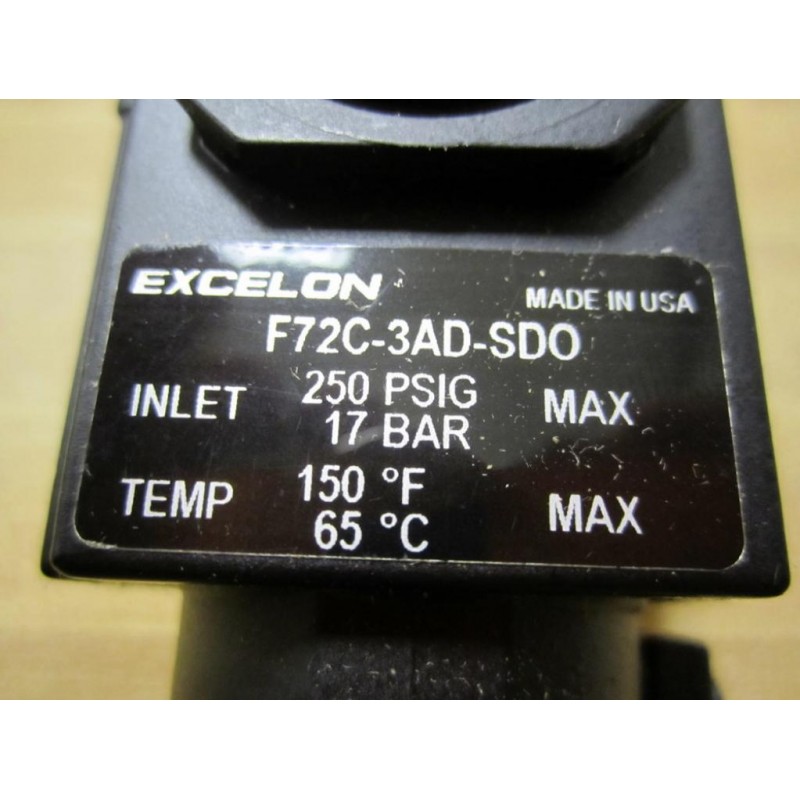 EXCELON
MADE IN USA
F72C-3AD-SDO
INLET 250 PSIG MAX
17 BAR
TEMP 150 °F MAX
65 °C